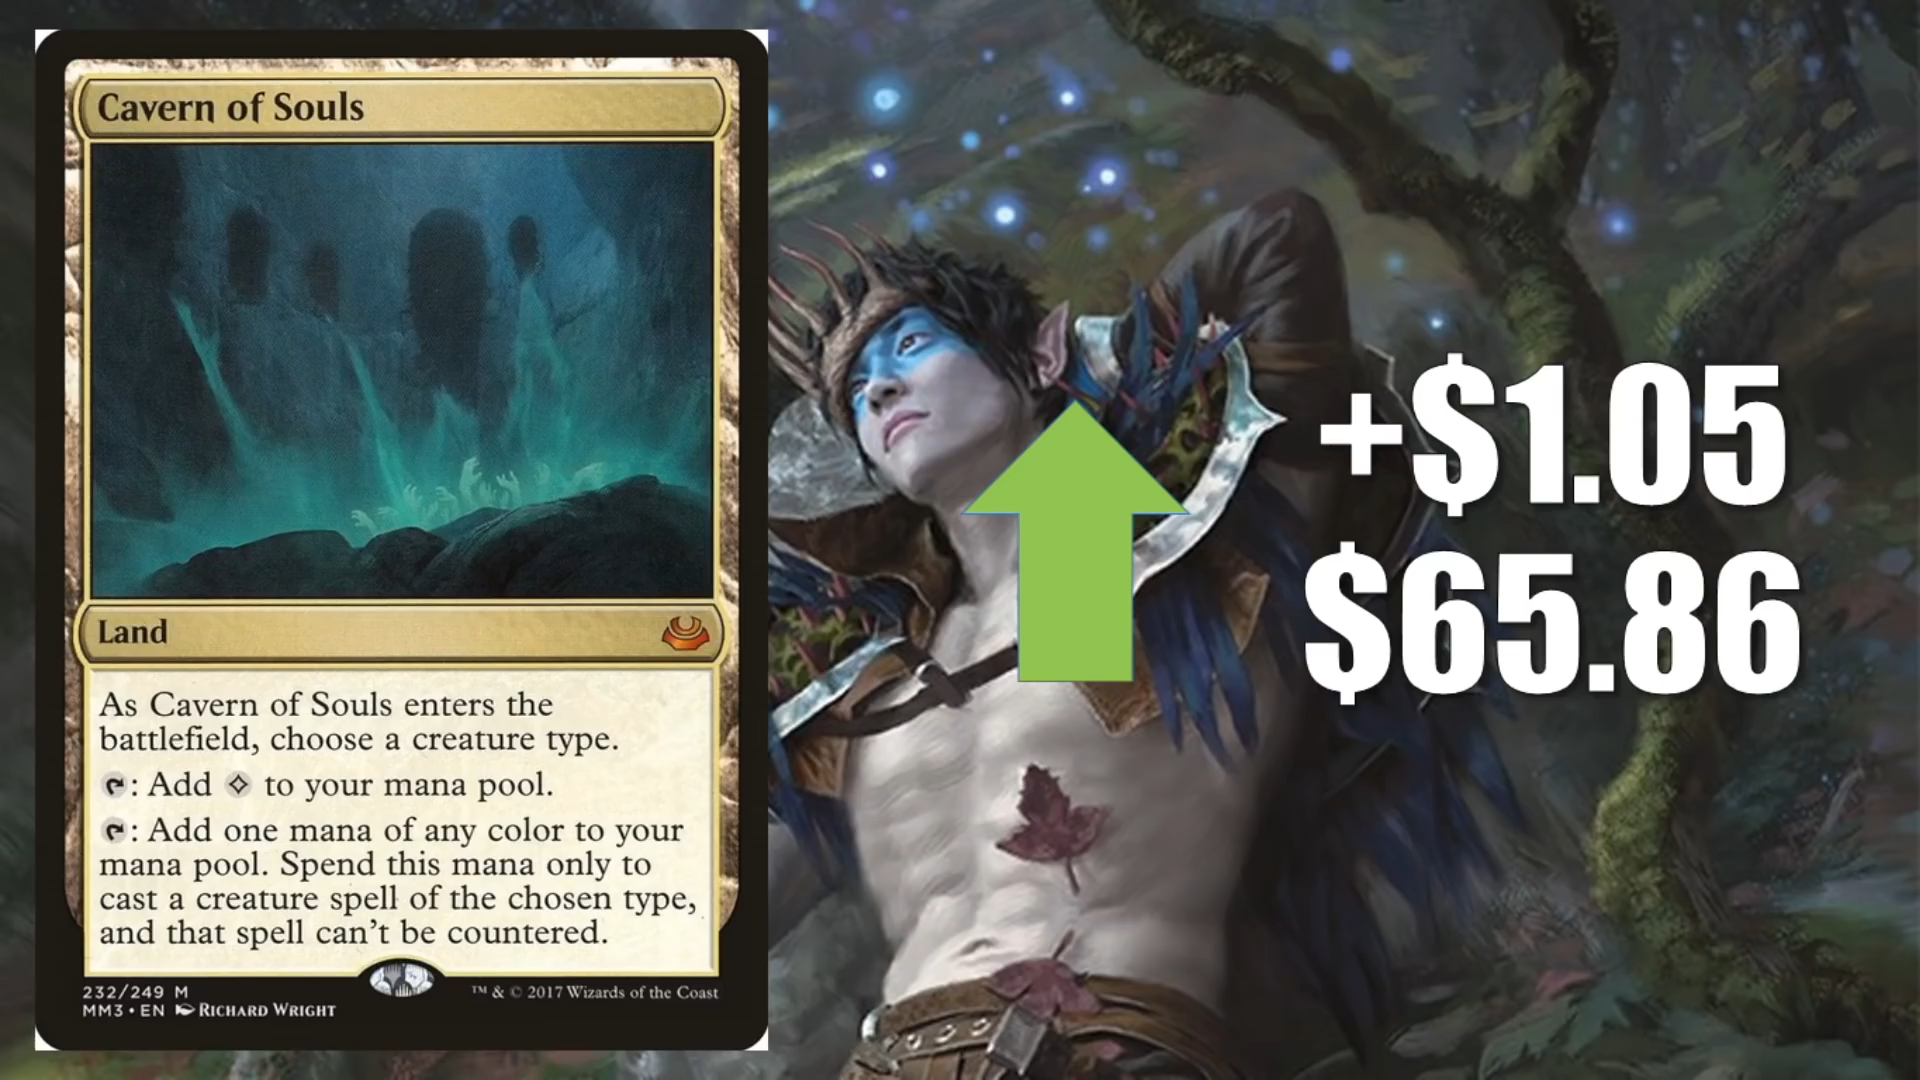 Cavern of Souls
Land
As Cavern of Souls enters the
battlefield, choose a creature type.
: Add to your mana pool.
: Add one mana of any color to your
mana pool. Spend this mana only to
cast a creature spell of the chosen type,
and that spell can't be countered.
232/249 M
MM3 • EN RICHARD WRIGHT
™ & © 2017 Wizards of the Coast
+$1.05
$65.86